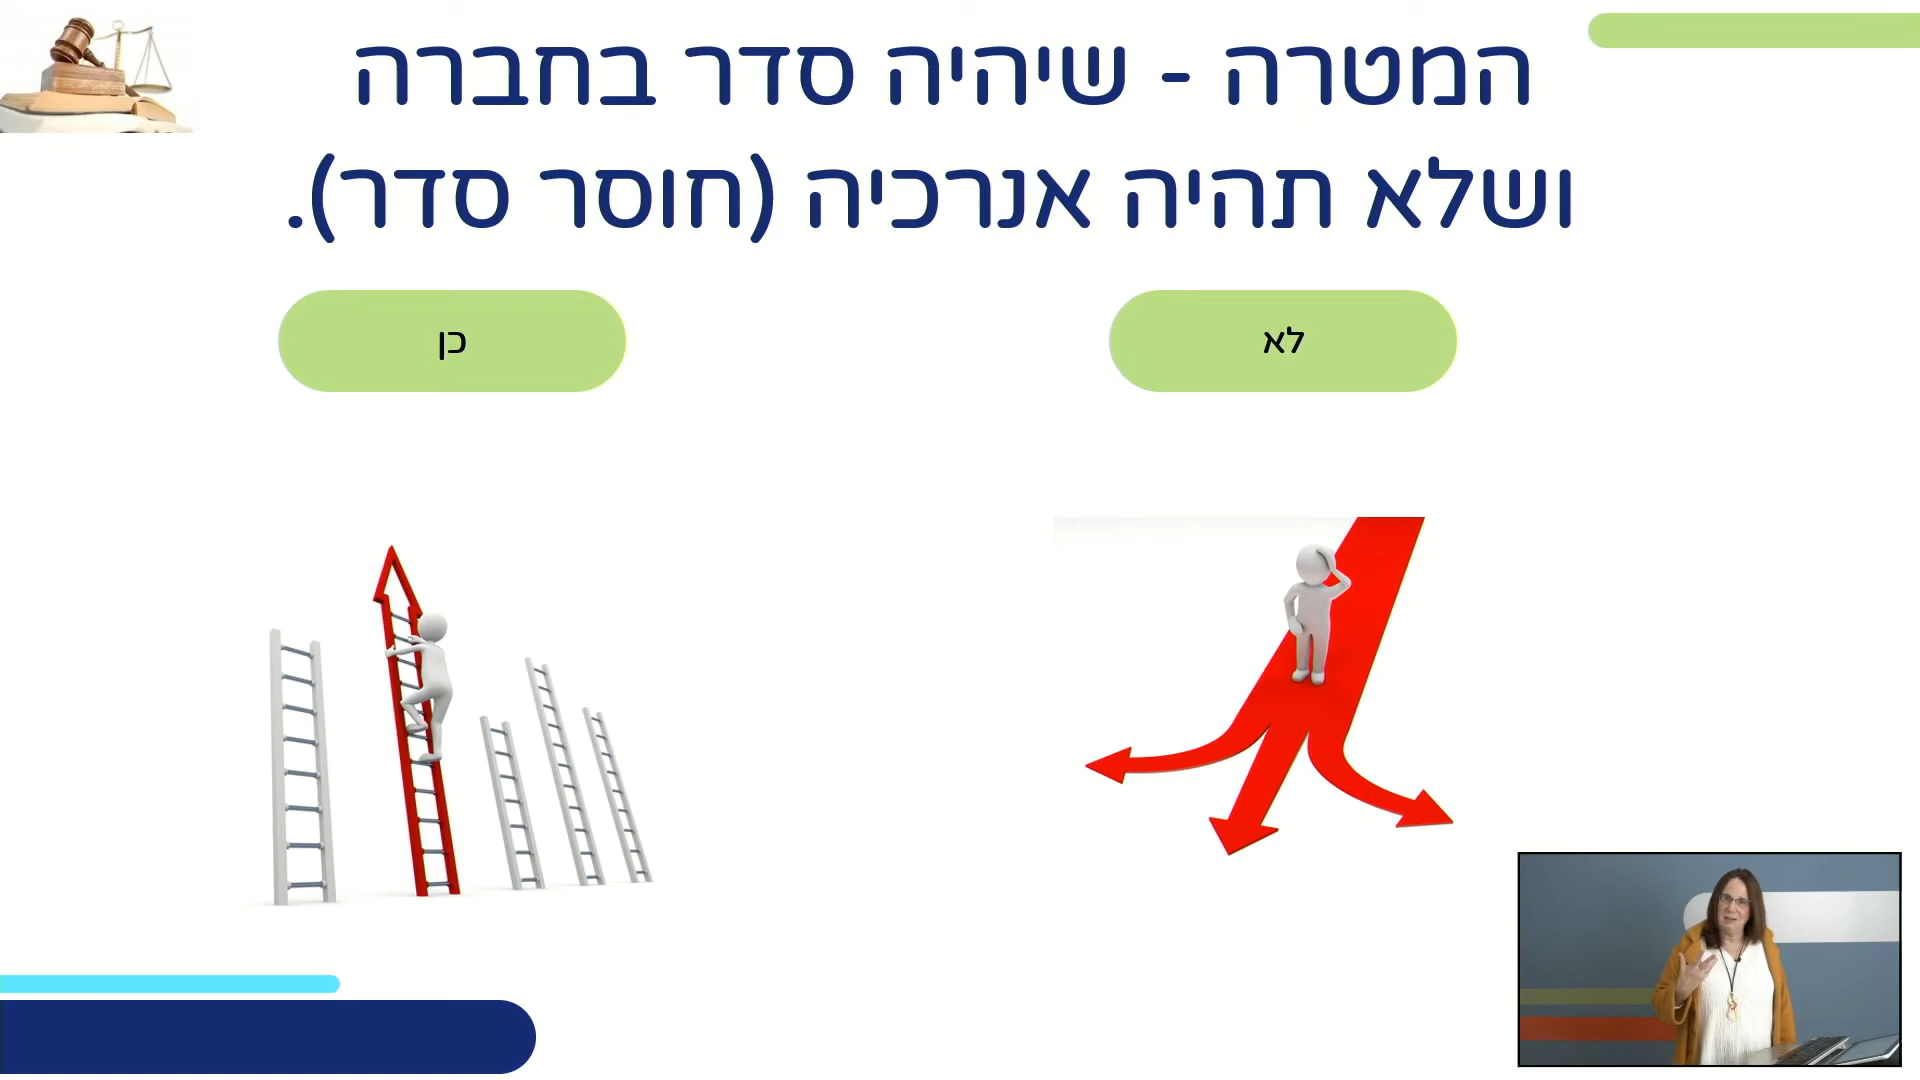 המטרה - שיהיה סדר בחברה
ושלא תהיה אנרכיה (חוסר סדר).
לא
כן